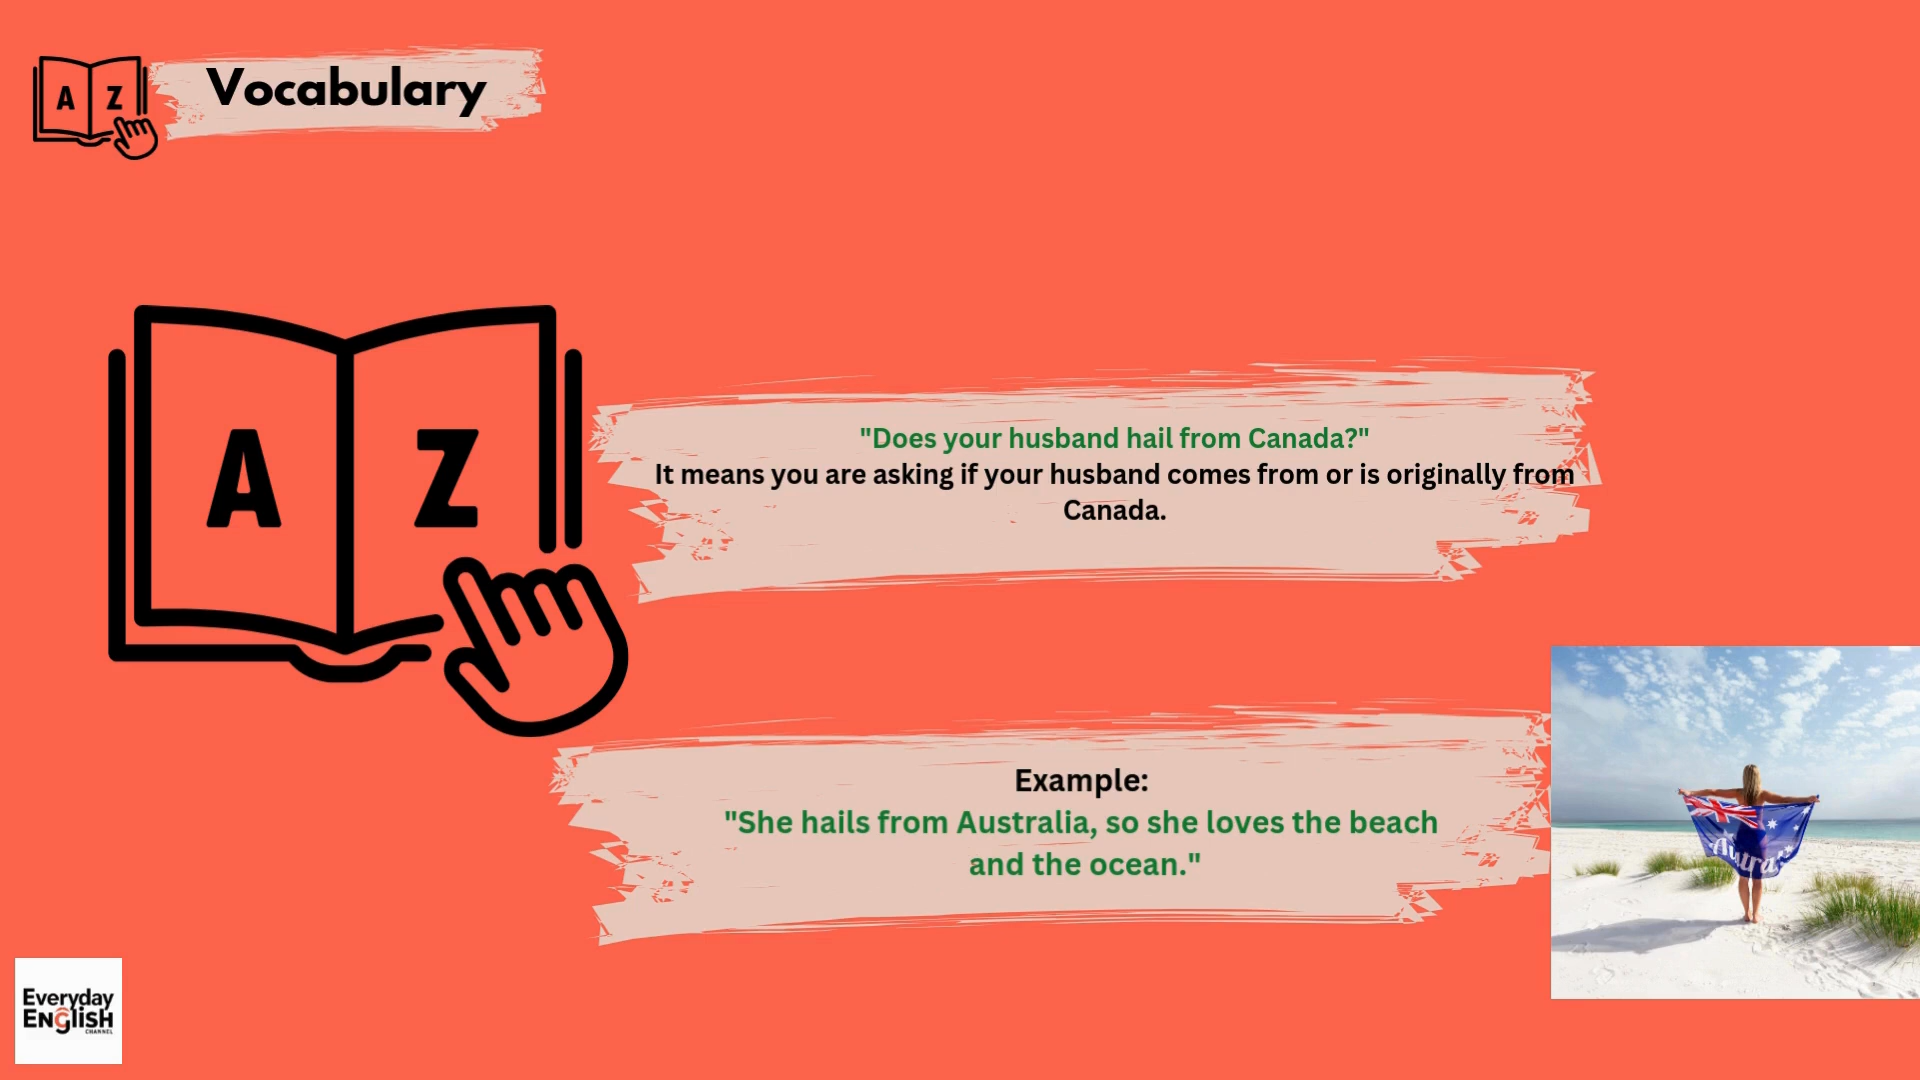 A Z
Vocabulary
A Z
"Does your husband hail from Canada?"
It means you are asking if your husband comes from or is originally from
Canada.
Example:
"She hails from Australia, so she loves the beach
and the ocean."
Everyday
ENGLISH
CHANNEL